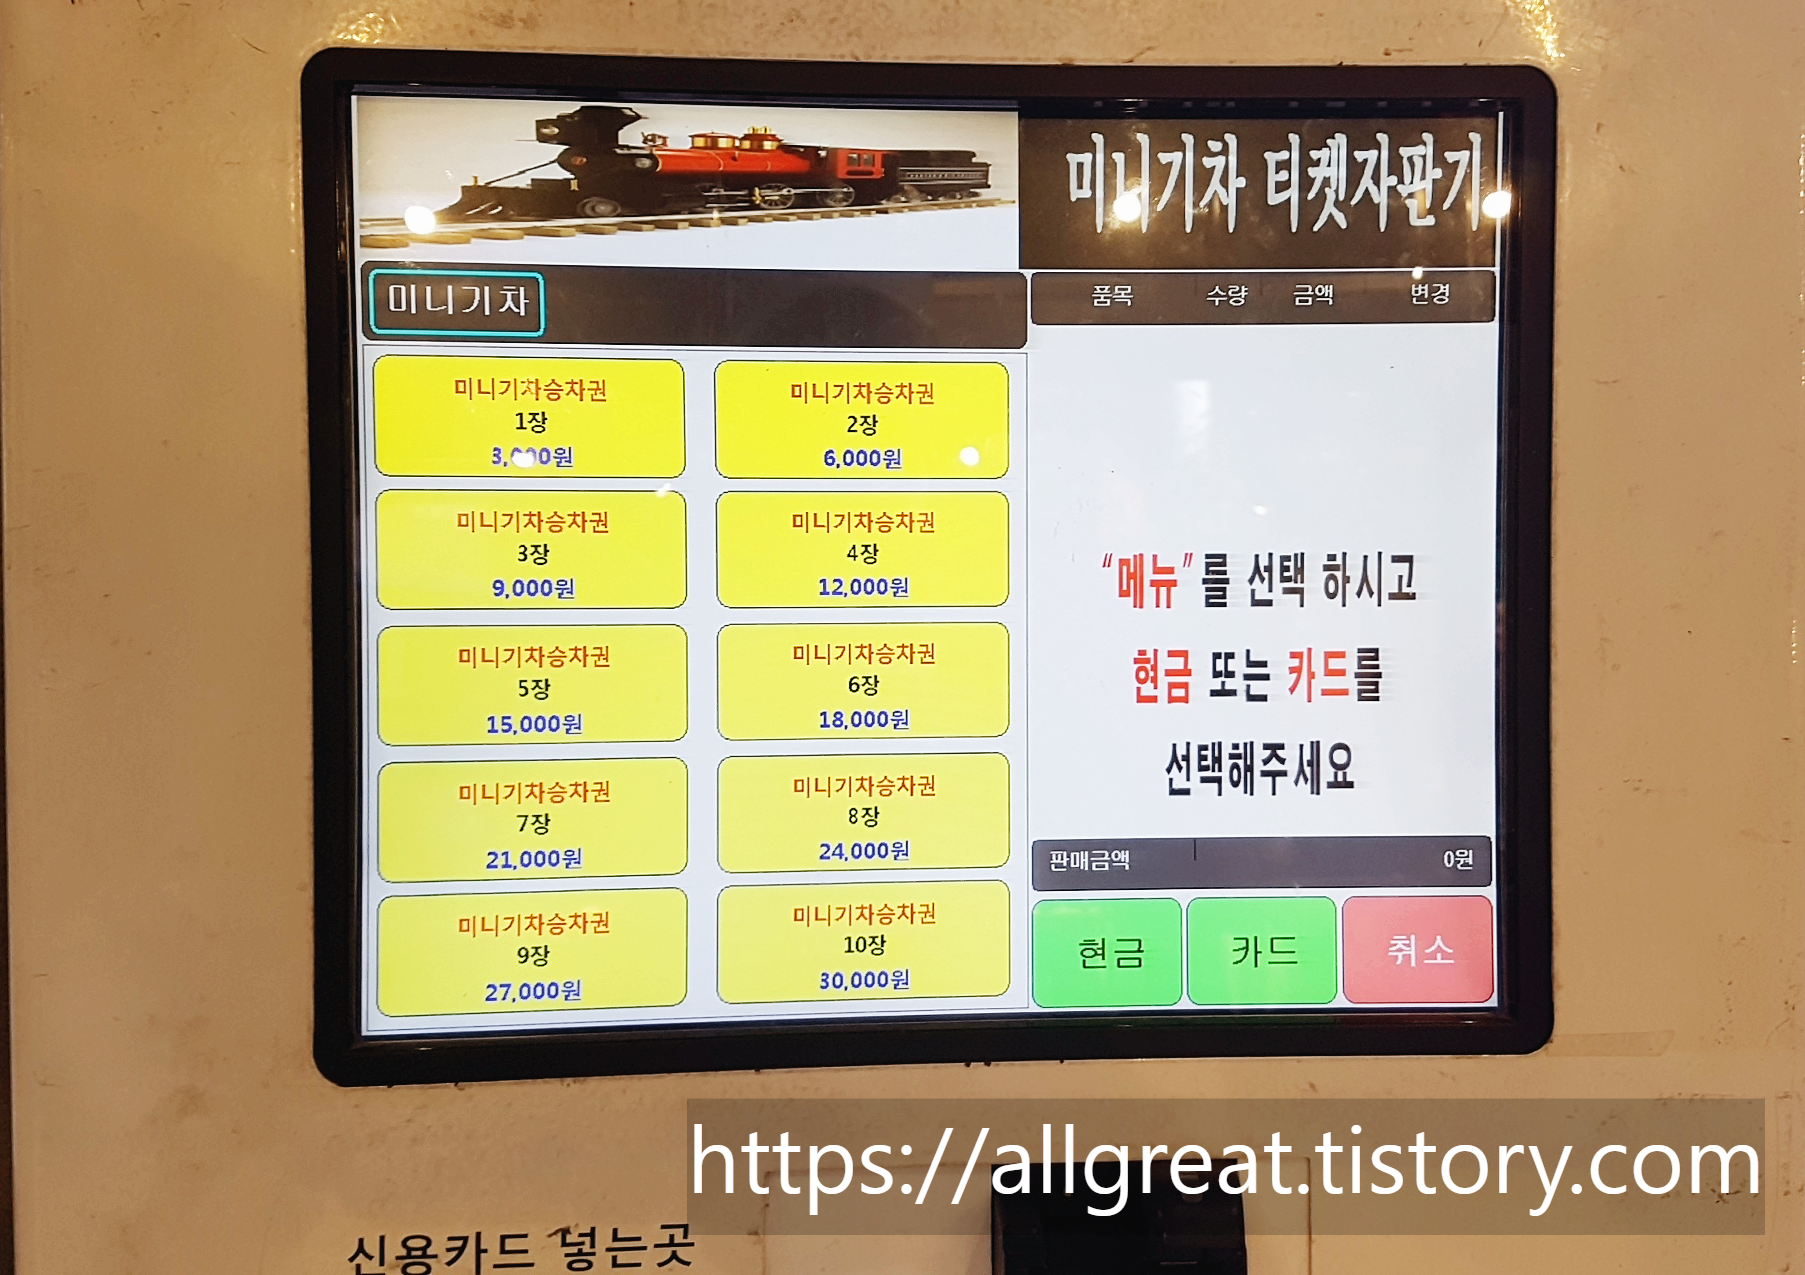 미니기차 티켓자판기
미니기차
품목 수량 금액 변경
미니기차승차권
1장
3,000원
미니기차승차권
2장
6,000원
미니기차승차권
3장
9,000원
미니기차승차권
4장
12,000원
미니기차승차권
5장
15,000원
미니기차승차권
6장
18,000원
미니기차승차권
7장
21,000원
미니기차승차권
8장
24,000원
미니기차승차권
9장
27,000원
미니기차승차권
10장
30,000원
“메뉴”를 선택 하시고
현금 또는 카드를
선택해주세요
판매금액 0원
현금 카드 취소
https://allgreat.tistory.com
신용카드 넣는곳